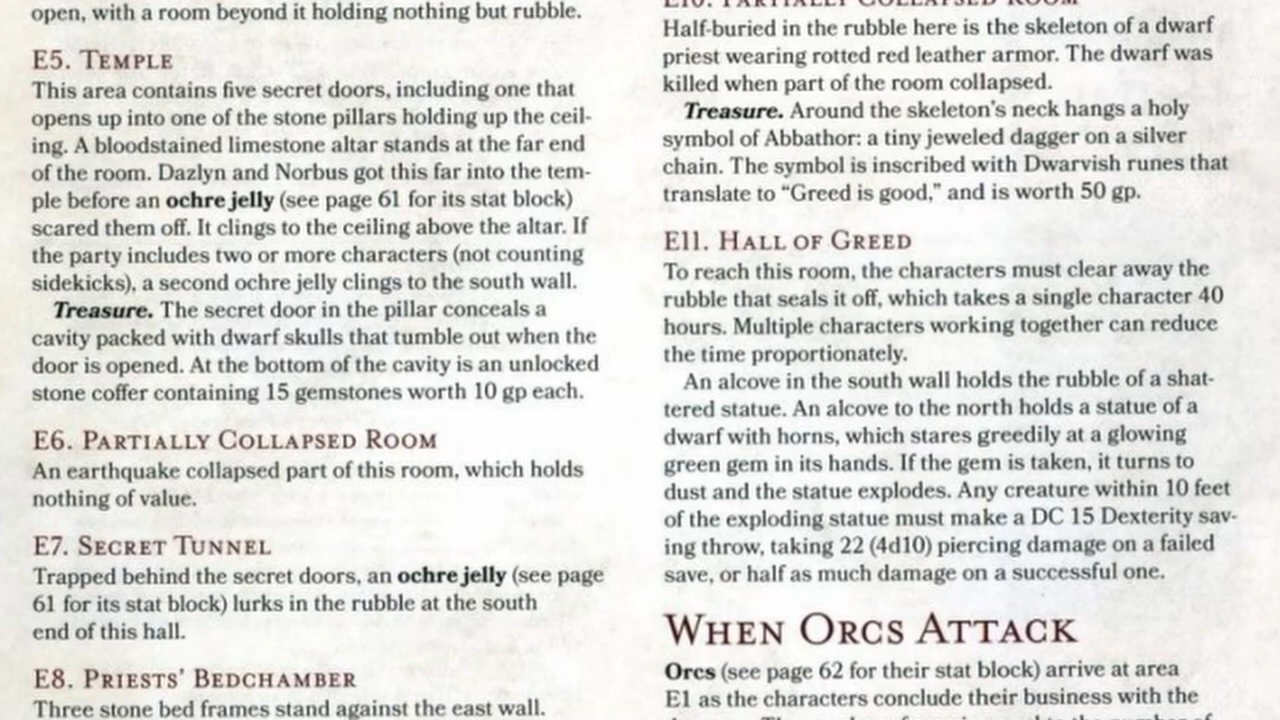 open, with a room beyond it holding nothing but rubble.
E5. Temple
This area contains five secret doors, including one that
opens up into one of the stone pillars holding up the ceil-
ing. A bloodstained limestone altar stands at the far end
of the room. Dazlyn and Norbus got this far into the tem-
ple before an ochre jelly (see page 61 for its stat block)
scared them off. It clings to the ceiling above the altar. If
the party includes two or more characters (not counting
sidekicks), a second ochre jelly clings to the south wall.
Treasure. The secret door in the pillar conceals a
cavity packed with dwarf skulls that tumble out when the
door is opened. At the bottom of the cavity is an unlocked
stone coffer containing 15 gemstones worth 10 gp each.
E6. Partially Collapsed Room
An earthquake collapsed part of this room, which holds
nothing of value.
E7. Secret Tunnel
Trapped behind the secret doors, an ochre jelly (see page
61 for its stat block) lurks in the rubble at the south
end of this hall.
E8. Priests' Bedchamber
Three stone bed frames stand against the east wall.
E10. Partially Collapsed Room
Half-buried in the rubble here is the skeleton of a dwarf
priest wearing rotted red leather armor. The dwarf was
killed when part of the room collapsed.
Treasure. Around the skeleton's neck hangs a holy
symbol of Abbathor: a tiny jeweled dagger on a silver
chain. The symbol is inscribed with Dwarvish runes that
translate to "Greed is good," and is worth 50 gp.
E11. Hall of Greed
To reach this room, the characters must clear away the
rubble that seals it off, which takes a single character 40
hours. Multiple characters working together can reduce
the time proportionately.
An alcove in the south wall holds the rubble of a shat-
tered statue. An alcove to the north holds a statue of a
dwarf with horns, which stares greedily at a glowing
green gem in its hands. If the gem is taken, it turns to
dust and the statue explodes. Any creature within 10 feet
of the exploding statue must make a DC 15 Dexterity sav-
ing throw, taking 22 (4d10) piercing damage on a failed
save, or half as much damage on a successful one.
When Orcs Attack
Orcs (see page 62 for their stat block) arrive at area
E1 as the characters conclude their business with the